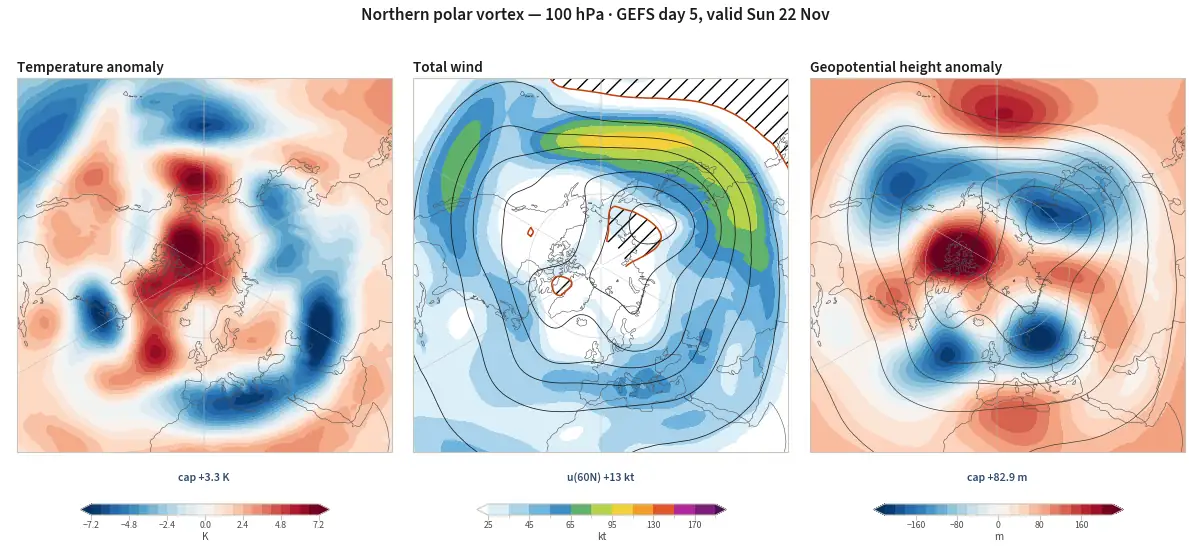 Northern polar vortex — 100 hPa · GEFS day 5, valid Sun 22 Nov
Temperature anomaly
Total wind
Geopotential height anomaly
cap +3.3 K
u(60N) +13 kt
cap +82.9 m
−7.2 −4.8 −2.4 0.0 2.4 4.8 7.2
K
25 45 65 95 130 170
kt
−160 −80 0 80 160
m